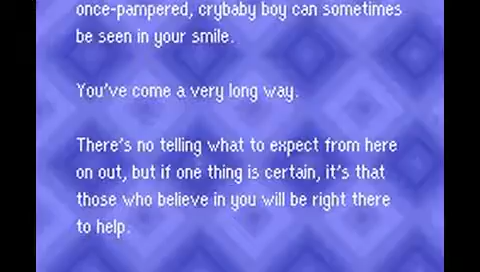 once-pampered, crybaby boy can sometimes
be seen in your smile.
You've come a very long way.
There's no telling what to expect from here
on out, but if one thing is certain, it's that
those who believe in you will be right there
to help.